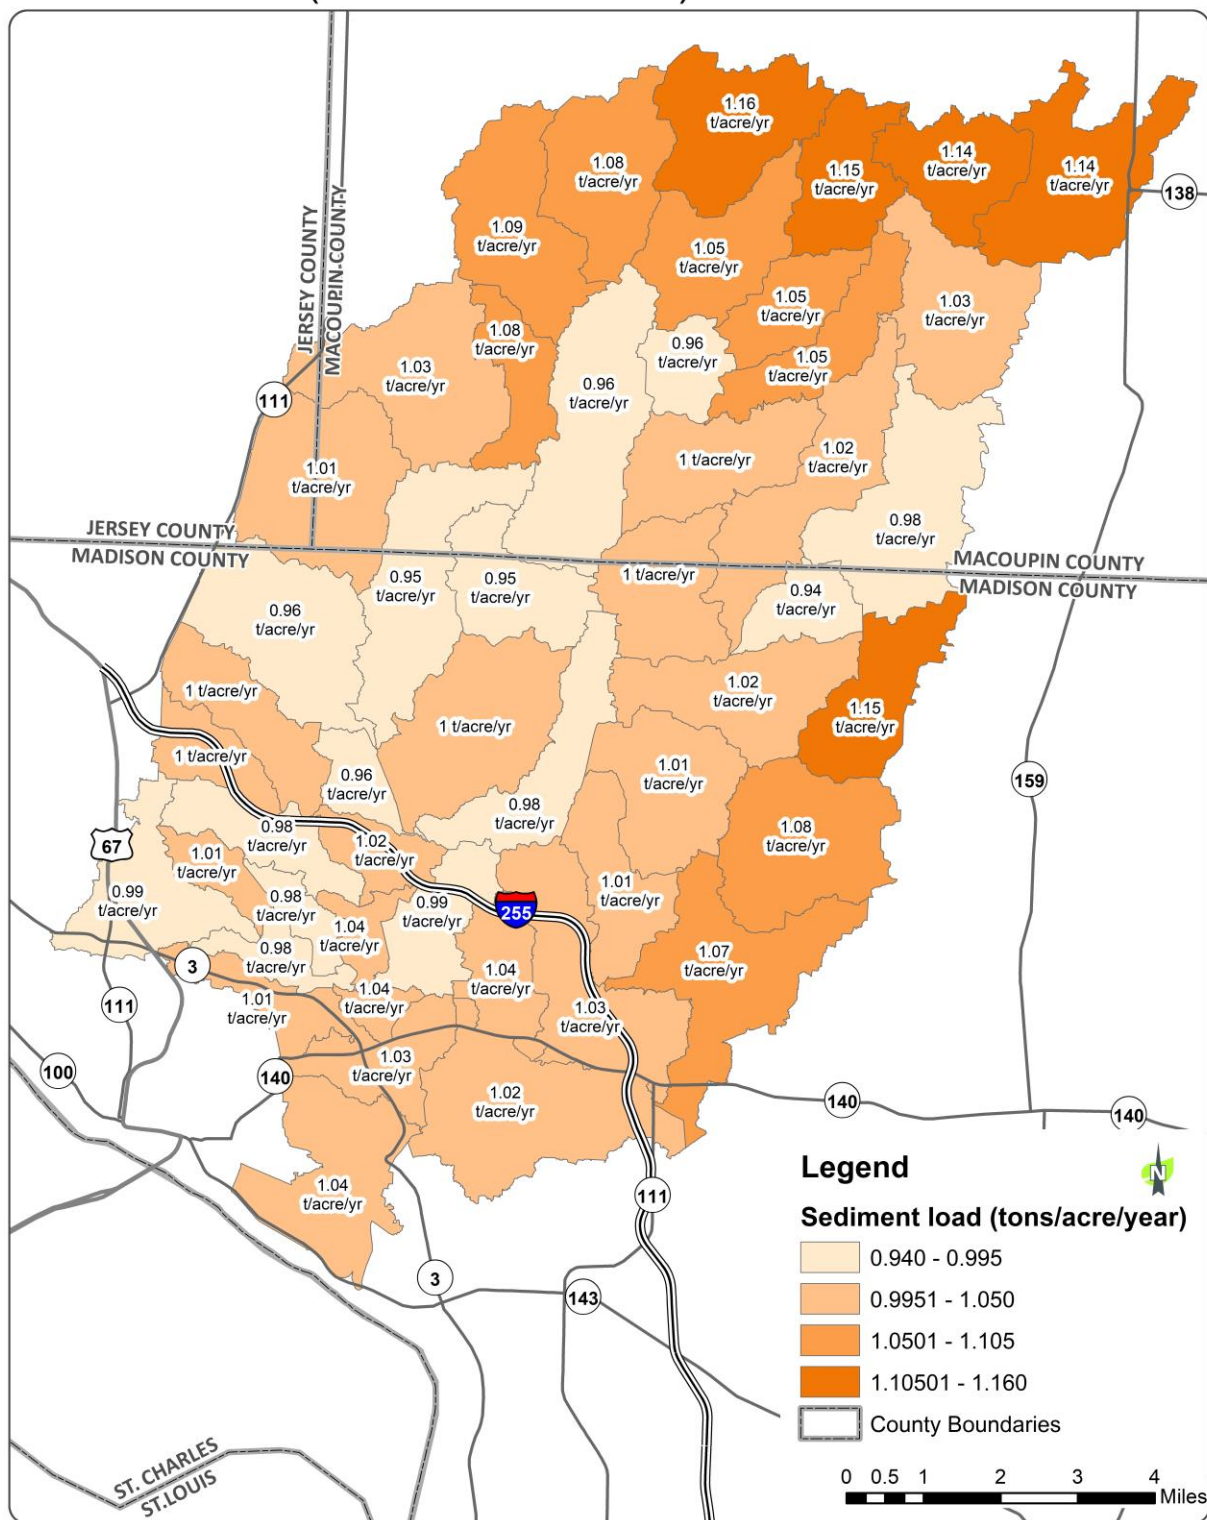 1.16
t/acre/yr
1.08
t/acre/yr
1.15
t/acre/yr
1.14
t/acre/yr
1.14
t/acre/yr
138
JERSEY COUNTY
MACOUPIN COUNTY
1.09
t/acre/yr
1.05
t/acre/yr
1.05
t/acre/yr
1.03
t/acre/yr
1.08
t/acre/yr
0.96
t/acre/yr
1.05
t/acre/yr
1.03
t/acre/yr
0.96
t/acre/yr
111
1.01
t/acre/yr
1 t/acre/yr
1.02
t/acre/yr
0.98
t/acre/yr
JERSEY COUNTY
MADISON COUNTY
MACOUPIN COUNTY
MADISON COUNTY
0.96
t/acre/yr
0.95
t/acre/yr
0.95
t/acre/yr
1 t/acre/yr
0.94
t/acre/yr
1 t/acre/yr
1.02
t/acre/yr
1.15
t/acre/yr
1 t/acre/yr
1 t/acre/yr
0.96
t/acre/yr
1.01
t/acre/yr
159
0.98
t/acre/yr
0.98
t/acre/yr
1.08
t/acre/yr
67
1.01
t/acre/yr
1.02
t/acre/yr
0.99
t/acre/yr
0.98
t/acre/yr
0.99
t/acre/yr
255
1.01
t/acre/yr
1.04
t/acre/yr
0.98
t/acre/yr
1.07
t/acre/yr
3
1.04
t/acre/yr
1.04
t/acre/yr
111
1.01
t/acre/yr
1.03
t/acre/yr
100
140
1.03
t/acre/yr
1.02
t/acre/yr
140
140
1.04
t/acre/yr
111
3
143
ST. CHARLES
ST.LOUIS
Legend
N
Sediment load (tons/acre/year)
0.940 - 0.995
0.9951 - 1.050
1.0501 - 1.105
1.10501 - 1.160
County Boundaries
0 0.5 1 2 3 4
Miles